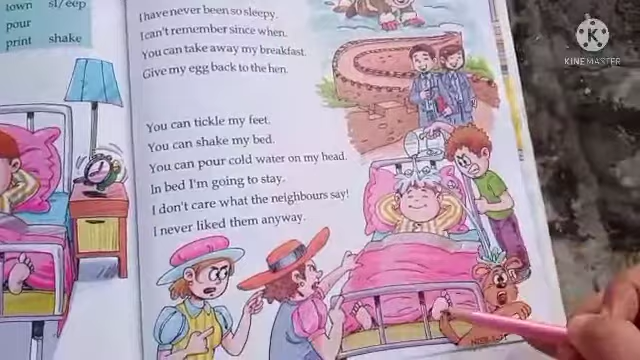 town sl/eep
pour
print shake
I have never been so sleepy.
I can't remember since when.
You can take away my breakfast.
Give my egg back to the hen.
You can tickle my feet.
You can shake my bed.
You can pour cold water on my head.
In bed I'm going to stay.
I don't care what the neighbours say!
I never liked them anyway.
KINEMASTER